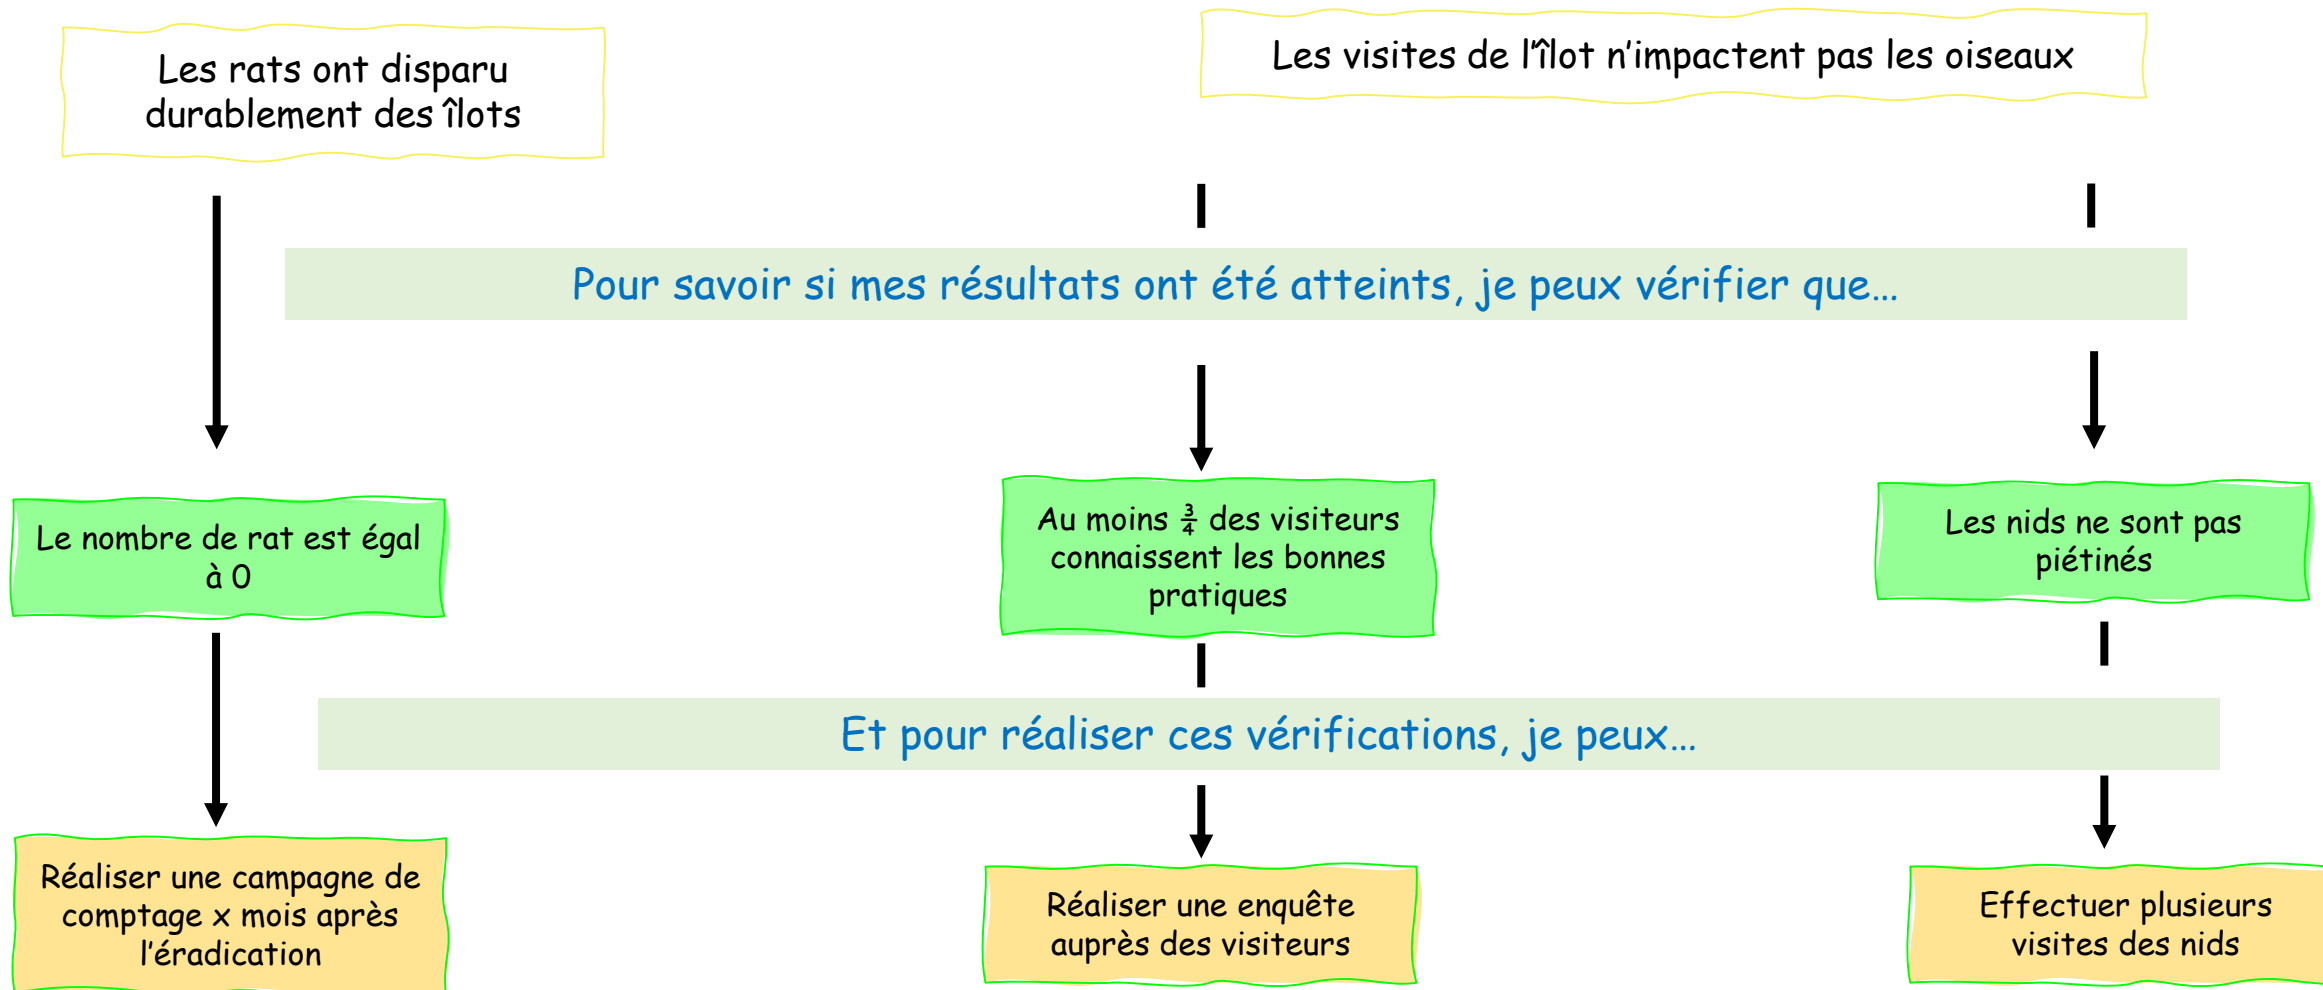 Les rats ont disparu
durablement des îlots
Les visites de l'îlot n'impactent pas les oiseaux
Pour savoir si mes résultats ont été atteints, je peux vérifier que…
Le nombre de rat est égal
à 0
Au moins ¾ des visiteurs
connaissent les bonnes
pratiques
Les nids ne sont pas
piétinés
Et pour réaliser ces vérifications, je peux…
Réaliser une campagne de
comptage x mois après
l'éradication
Réaliser une enquête
auprès des visiteurs
Effectuer plusieurs
visites des nids